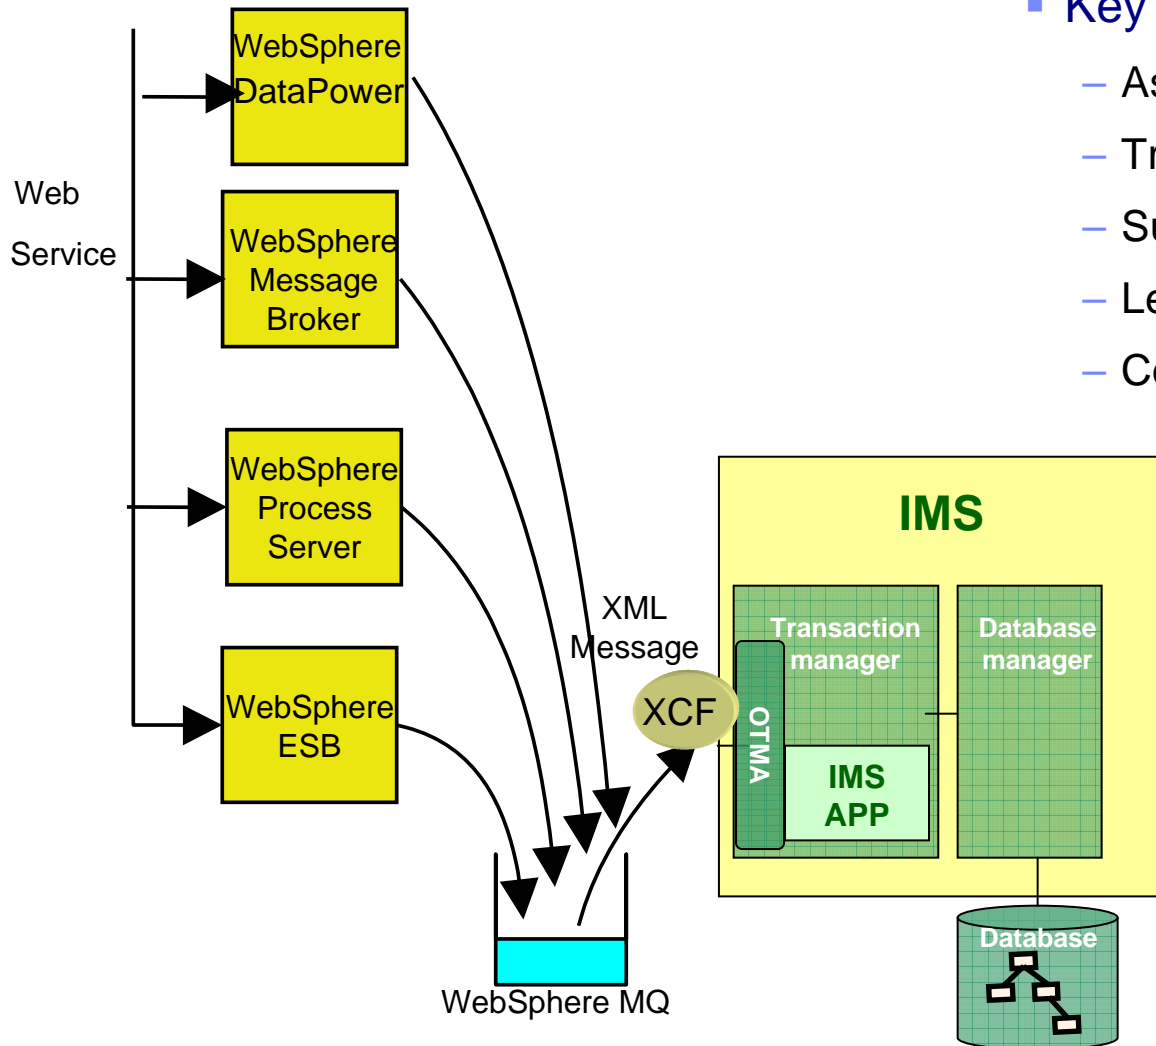 WebSphere
DataPower
Web
Service
WebSphere
Message
Broker
WebSphere
Process
Server
WebSphere
ESB
XML
Message
XCF
WebSphere MQ
Key
–
–
–
–
–
IMS
Transaction
manager
Database
manager
OTMA
IMS
APP
Database